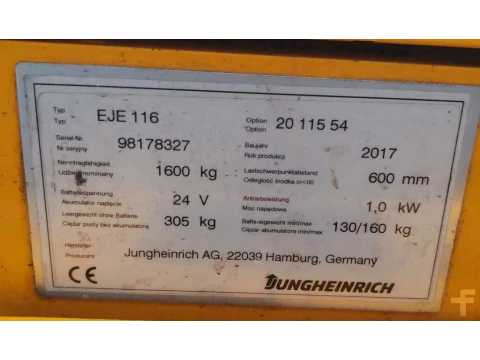 Typ EJE 116 Option 20 115 54
Typ Option
Serial-Nr. 98178327 Baujahr 2017
Nr seryjny Rok produkcji
Nenntragfähigkeit 1600 kg Lastschwerpunktabstand 600 mm
Udźwig nominalny Odległość środka
Batteriespannung 24 V Antriebsleistung 1,0 kW
Akumulator napięcie Moc napędowa
Leergewicht ohne Batterie 305 kg Batteriegewicht min/max 130/160 kg
Ciężar pusty bez akumulatora Ciężar akumulatora min/max
Hersteller Jungheinrich AG, 22039 Hamburg, Germany
Producent
CE JUNGHEINRICH